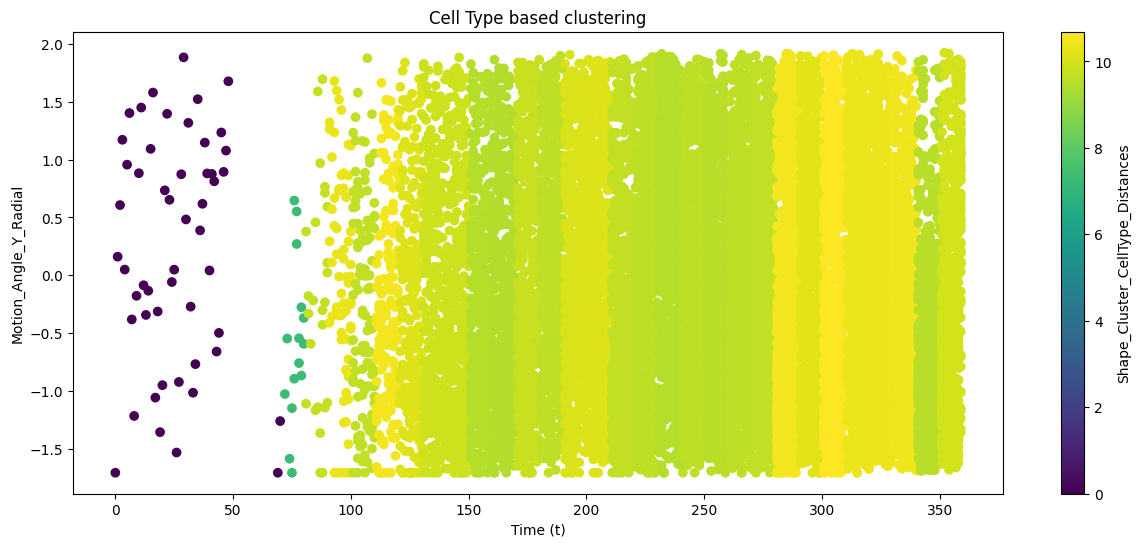 Cell Type based clustering
Motion_Angle_Y_Radial
2.0
1.5
1.0
0.5
0.0
−0.5
−1.0
−1.5
0 50 100 150 200 250 300 350
Time (t)
10
8
6
4
2
0
Shape_Cluster_CellType_Distances